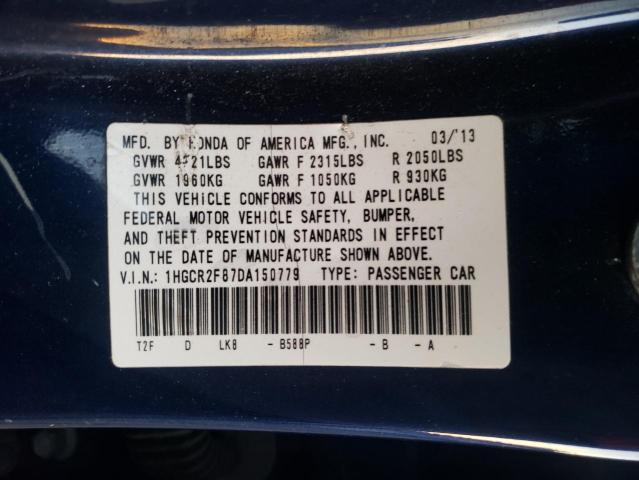 MFD. BY HONDA OF AMERICA MFG., INC. 03/'13
GVWR 4321LBS GAWR F 2315LBS R 2050LBS
GVWR 1960KG GAWR F 1050KG R 930KG
THIS VEHICLE CONFORMS TO ALL APPLICABLE
FEDERAL MOTOR VEHICLE SAFETY, BUMPER,
AND THEFT PREVENTION STANDARDS IN EFFECT
ON THE DATE OF MANUFACTURE SHOWN ABOVE.
V.I.N.: 1HGCR2F87DA150779 TYPE: PASSENGER CAR
T2F D LK8 - B588P - B - A